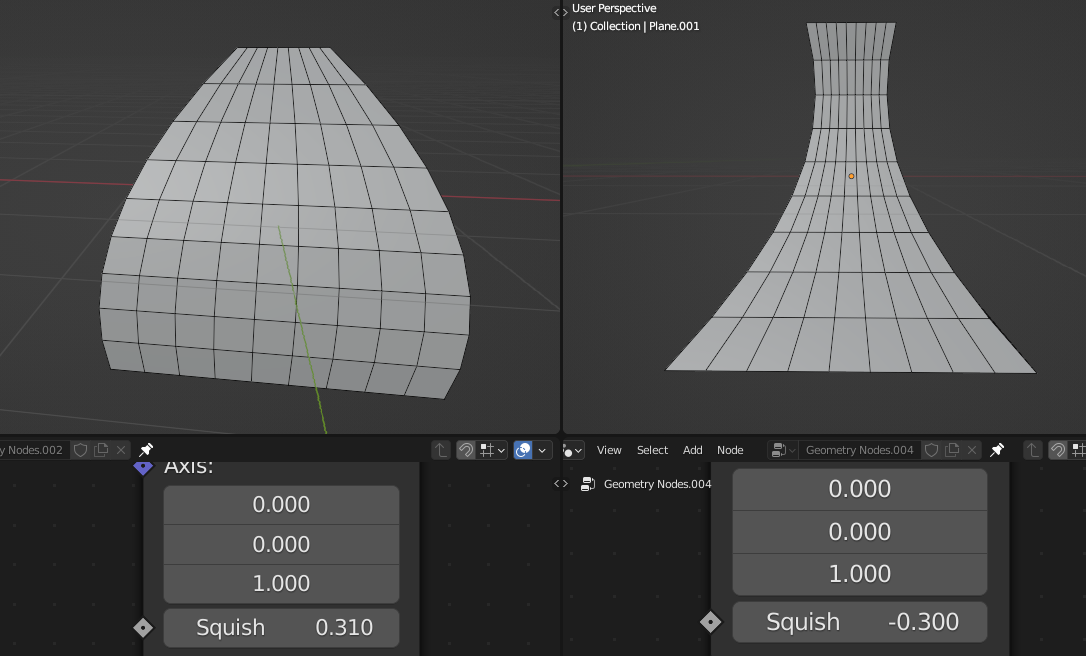 User Perspective
(1) Collection | Plane.001
y Nodes.002
View Select Add Node
Geometry Nodes.004
Axis:
0.000
0.000
1.000
Squish 0.310
Geometry Nodes.004
0.000
0.000
1.000
Squish -0.300